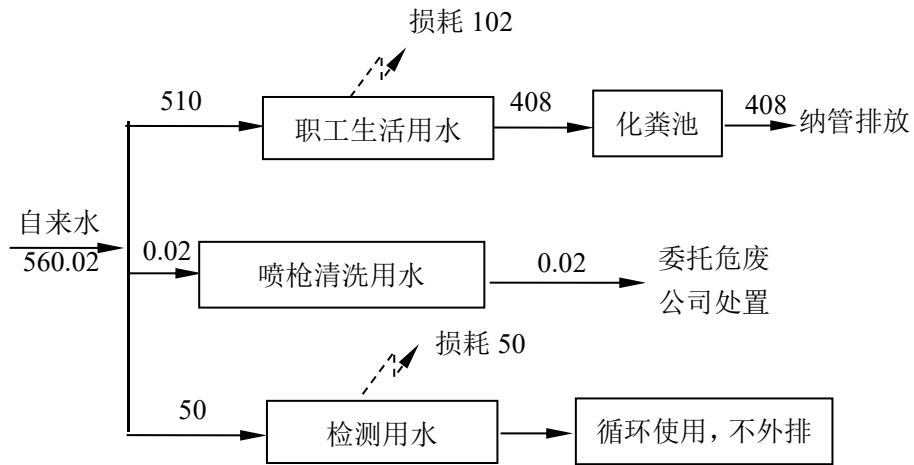 损耗 102
510
职工生活用水
408
化粪池
408
纳管排放
自来水
560.02
0.02
喷枪清洗用水
0.02
委托危废
公司处置
损耗 50
50
检测用水
循环使用，不外排